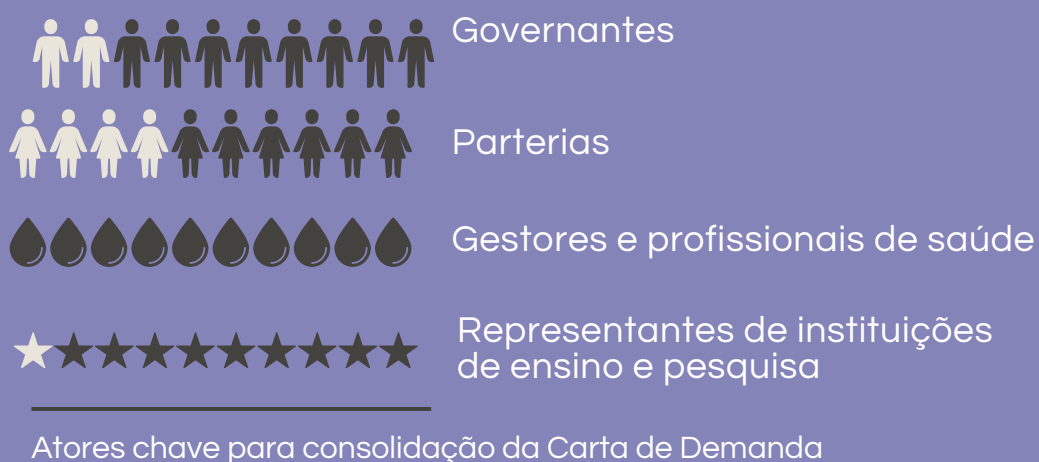 Governantes
Parterias
Gestores e profissionais de saúde
Representantes de instituições
de ensino e pesquisa
Atores chave para consolidação da Carta de Demanda